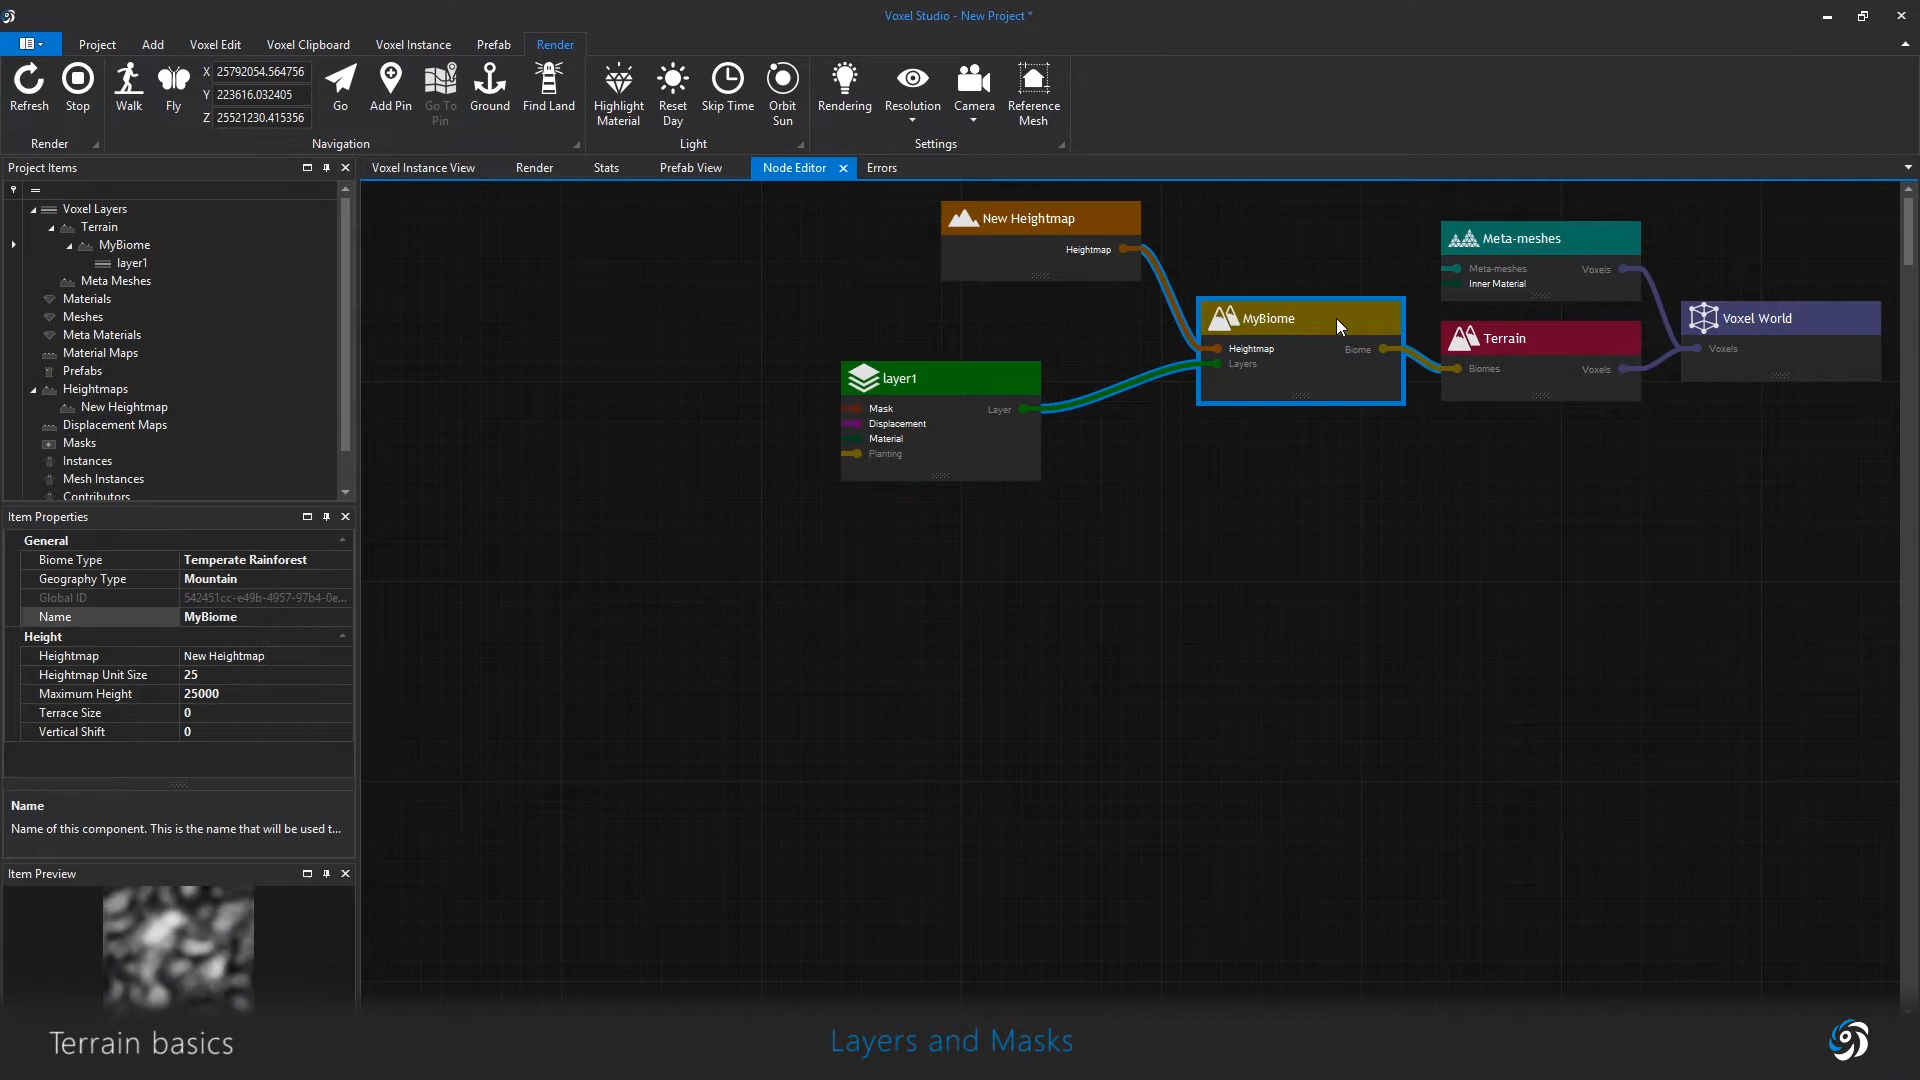 Voxel Studio - New Project *
Project
Add
Voxel Edit
Voxel Clipboard
Voxel Instance
Prefab
Render
Refresh
Stop
Walk
Fly
X 25792054.564756
Y 223616.032405
Z 25521230.415356
Go
Add Pin
Go To
Pin
Ground
Find Land
Highlight
Material
Reset
Day
Skip Time
Orbit
Sun
Rendering
Resolution
Camera
Reference
Mesh
Render
Navigation
Light
Settings
Project Items
Voxel Layers
Terrain
MyBiome
layer1
Meta Meshes
Materials
Meshes
Meta Materials
Material Maps
Prefabs
Heightmaps
New Heightmap
Displacement Maps
Masks
Instances
Mesh Instances
Contributors
Voxel Instance View
Render
Stats
Prefab View
Node Editor
Errors
New Heightmap
Heightmap
layer1
Mask
Layer
Displacement
Material
Planting
MyBiome
Heightmap
Biome
Layers
Meta-meshes
Meta-meshes
Voxels
Inner Material
Terrain
Biomes
Voxels
Voxel World
Voxels
Item Properties
General
Biome Type Temperate Rainforest
Geography Type Mountain
Global ID 542451cc-e49b-4957-97b4-0e...
Name MyBiome
Height
Heightmap New Heightmap
Heightmap Unit Size 25
Maximum Height 25000
Terrace Size 0
Vertical Shift 0
Name
Name of this component. This is the name that will be used t...
Item Preview
Terrain basics
Layers and Masks